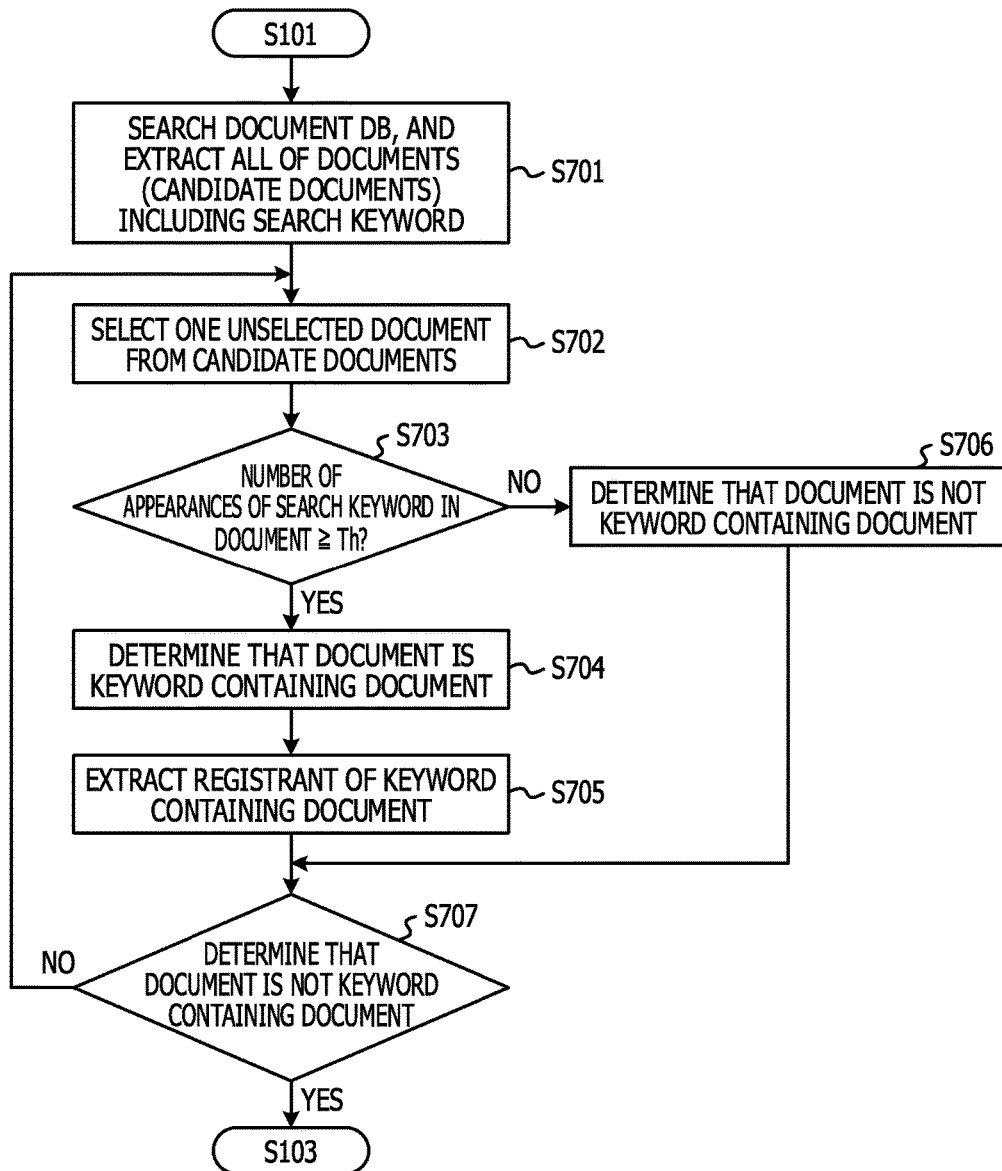 S101
SEARCH DOCUMENT DB, AND
EXTRACT ALL OF DOCUMENTS
(CANDIDATE DOCUMENTS)
INCLUDING SEARCH KEYWORD
S701
SELECT ONE UNSELECTED DOCUMENT
FROM CANDIDATE DOCUMENTS
S702
S703
NUMBER OF
APPEARANCES OF SEARCH KEYWORD IN
DOCUMENT ≧ Th?
NO
S706
DETERMINE THAT DOCUMENT IS NOT
KEYWORD CONTAINING DOCUMENT
YES
DETERMINE THAT DOCUMENT IS
KEYWORD CONTAINING DOCUMENT
S704
EXTRACT REGISTRANT OF KEYWORD
CONTAINING DOCUMENT
S705
S707
DETERMINE THAT
DOCUMENT IS NOT KEYWORD
CONTAINING DOCUMENT
NO
YES
S103